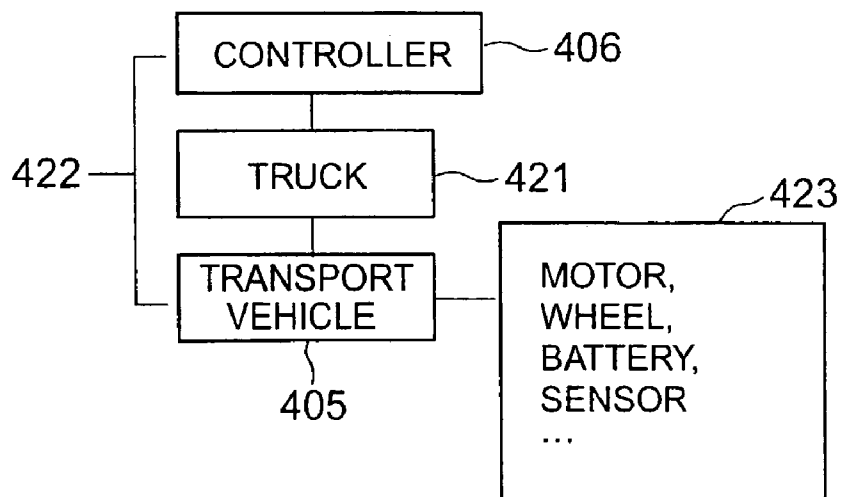 CONTROLLER
406
TRUCK
421
422
423
TRANSPORT
VEHICLE
405
MOTOR,
WHEEL,
BATTERY,
SENSOR
...